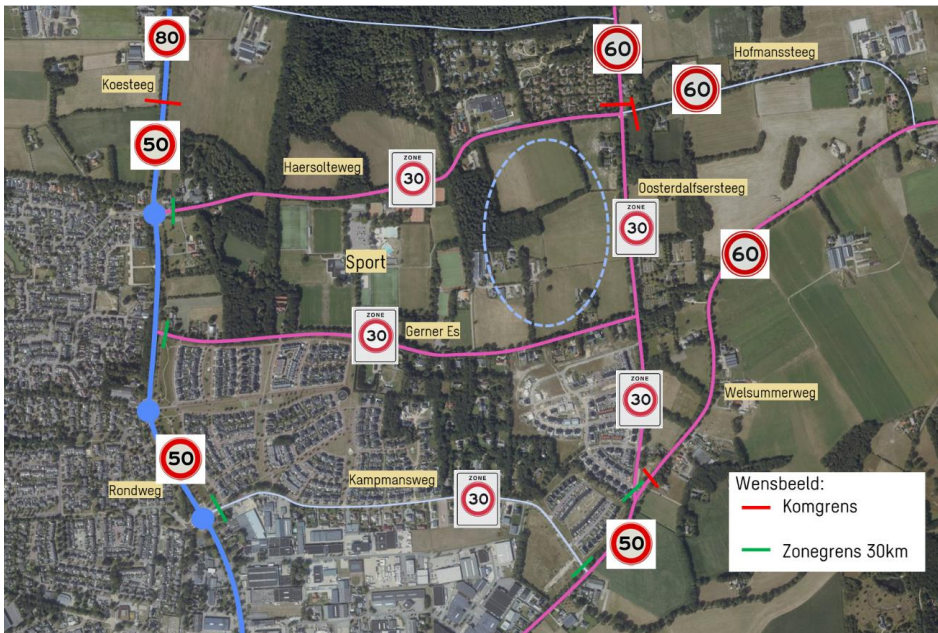 80
60
Hofmanssteeg
Koesteeg
60
50
Haersolteweg
ZONE
30
Oosterdalfsersteeg
ZONE
30
Sport
60
Gerner Es
ZONE
30
ZONE
30
Welsummerweg
50
Kampmansweg
ZONE
30
Rondweg
50
Wensbeeld:
Komgrens
Zonegrens 30km